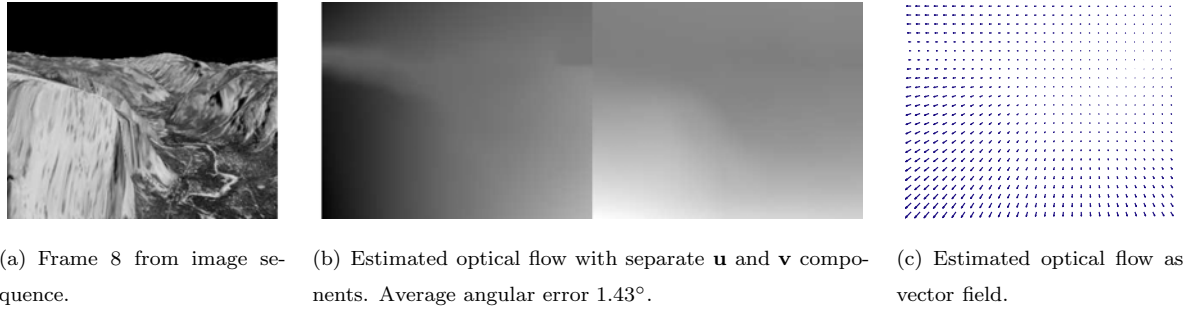 (a) Frame 8 from image se-
quence.
(b) Estimated optical flow with separate u and v compo-
nents. Average angular error 1.43°.
(c) Estimated optical flow as
vector field.